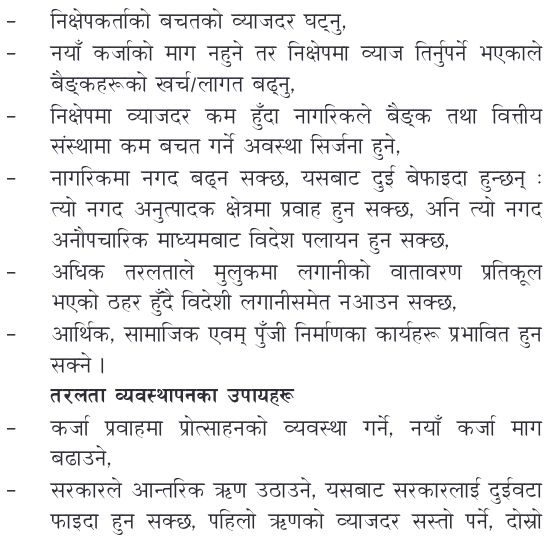 – निक्षेपकर्ताको बचतको व्याजदर घट्नु,
– नयाँ कर्जाको माग नहुने तर निक्षेपमा व्याज तिर्नुपर्ने भएकाले
बैङ्कहरूको खर्च/लागत बढ्नु,
– निक्षेपमा व्याजदर कम हुँदा नागरिकले बैङ्क तथा वित्तीय
संस्थामा कम बचत गर्ने अवस्था सिर्जना हुने,
– नागरिकमा नगद बढ्न सक्छ, यसबाट दुई बेफाइदा हुन्छन् :
त्यो नगद अनुत्पादक क्षेत्रमा प्रवाह हुन सक्छ, अनि त्यो नगद
अनौपचारिक माध्यमबाट विदेश पलायन हुन सक्छ,
– अधिक तरलताले मुलुकमा लगानीको वातावरण प्रतिकूल
भएको ठहर हुँदै विदेशी लगानीसमेत नआउन सक्छ,
– आर्थिक, सामाजिक एवम् पुँजी निर्माणका कार्यहरू प्रभावित हुन
सक्ने ।
तरलता व्यवस्थापनका उपायहरू
– कर्जा प्रवाहमा प्रोत्साहनको व्यवस्था गर्ने, नयाँ कर्जा माग
बढाउने,
– सरकारले आन्तरिक ऋण उठाउने, यसबाट सरकारलाई दुईवटा
फाइदा हुन सक्छ, पहिलो ऋणको व्याजदर सस्तो पर्ने, दोस्रो